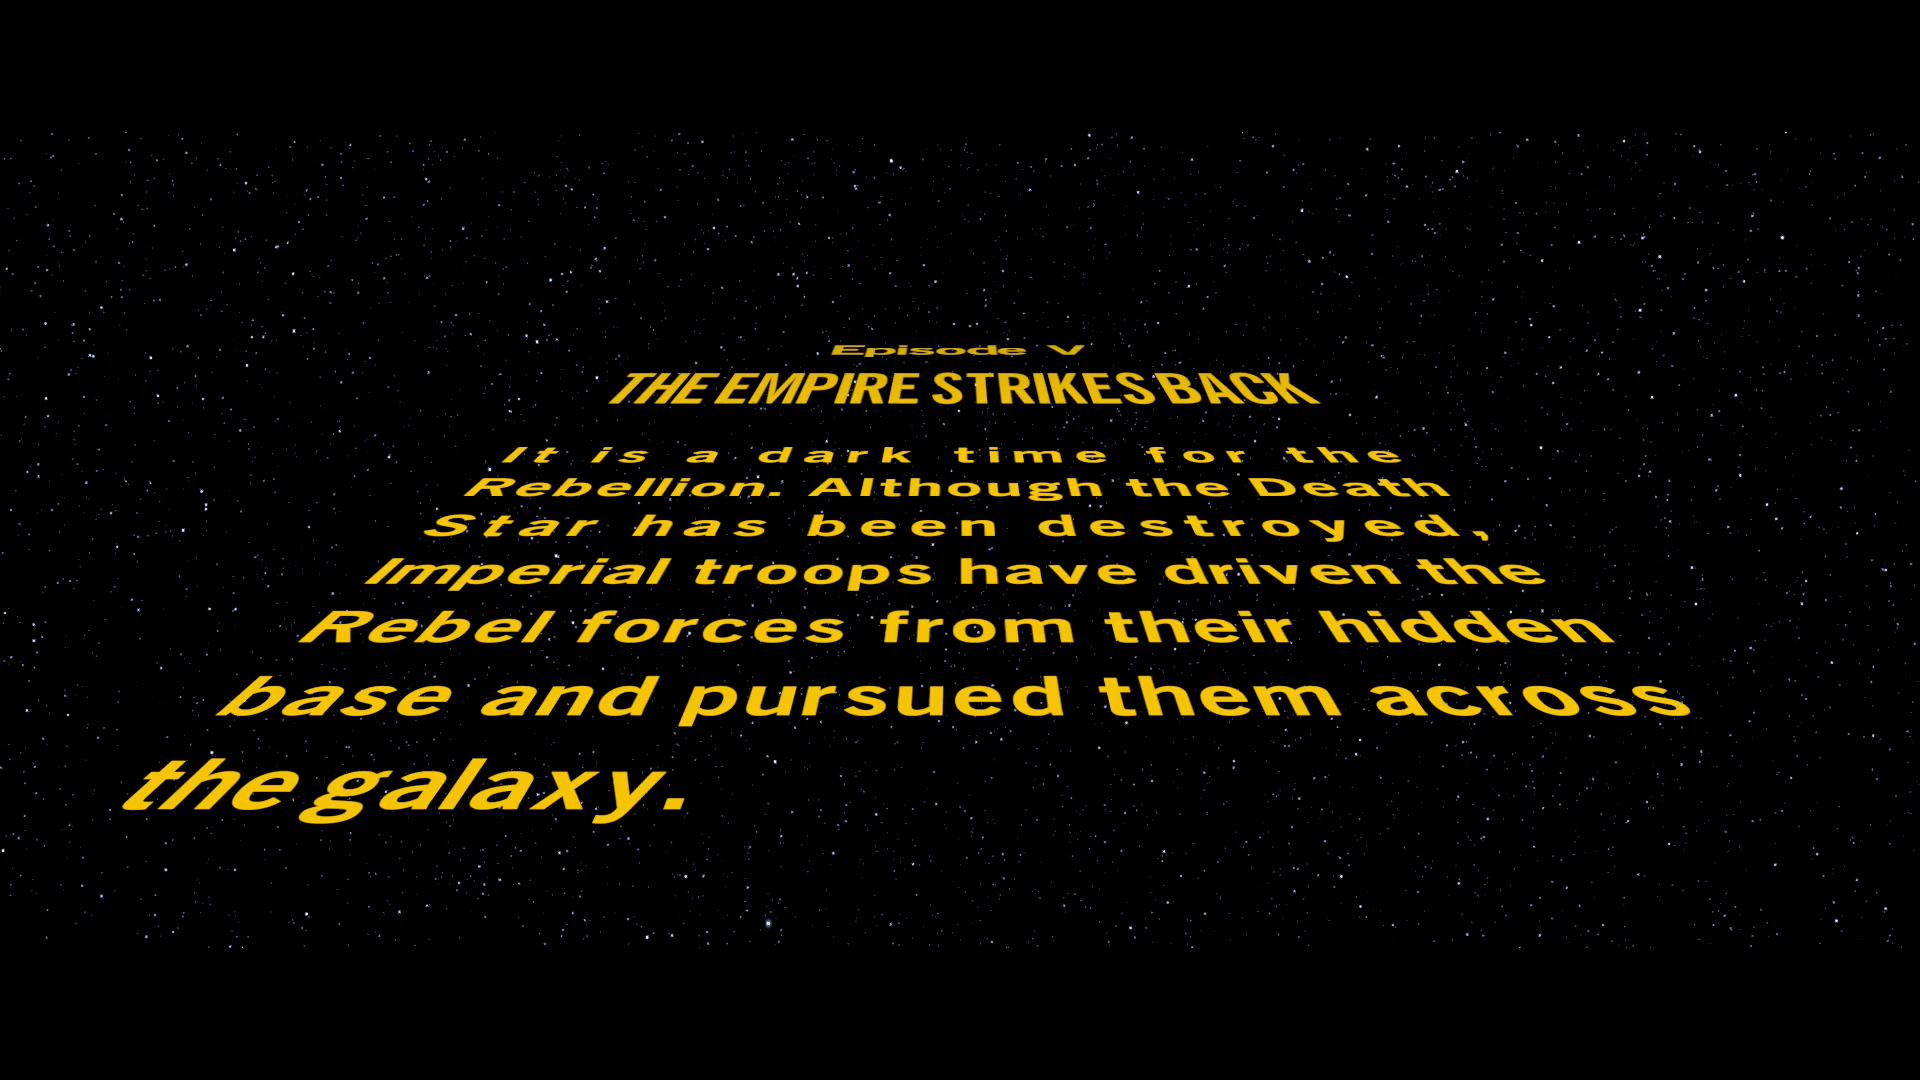 Episode V
THE EMPIRE STRIKES BACK
It is a dark time for the
Rebellion. Although the Death
Star has been destroyed,
Imperial troops have driven the
Rebel forces from their hidden
base and pursued them across
the galaxy.